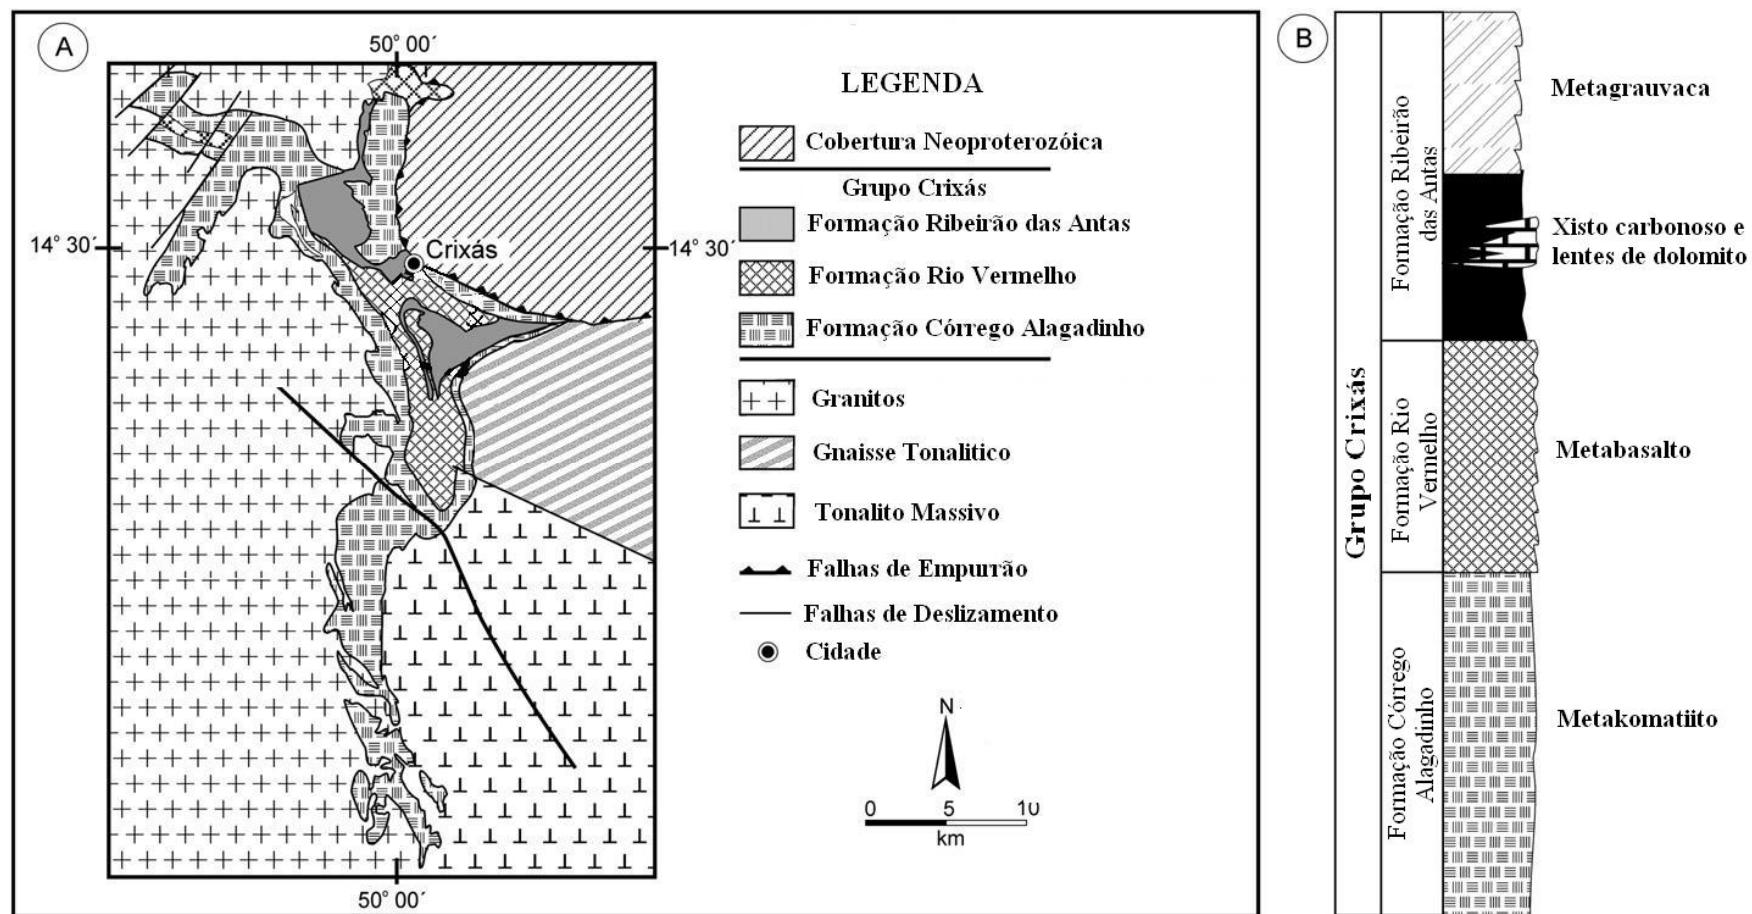 A
50° 00´
14° 30´
Crixás
14° 30´
50° 00´
LEGENDA
Cobertura Neoproterozóica
Grupo Crixás
Formação Ribeirão das Antas
Formação Rio Vermelho
Formação Córrego Alagadinho
Granitos
Gnaisse Tonalitico
Tonalito Massivo
Falhas de Empurrão
Falhas de Deslizamento
Cidade
N
0 5 10
km
B
Grupo Crixás
Formação Ribeirão
das Antas
Formação Rio
Vermelho
Formação Córrego
Alagadinho
Metagrauvaca
Xisto carbonoso e
lentes de dolomito
Metabasalto
Metakomatiito